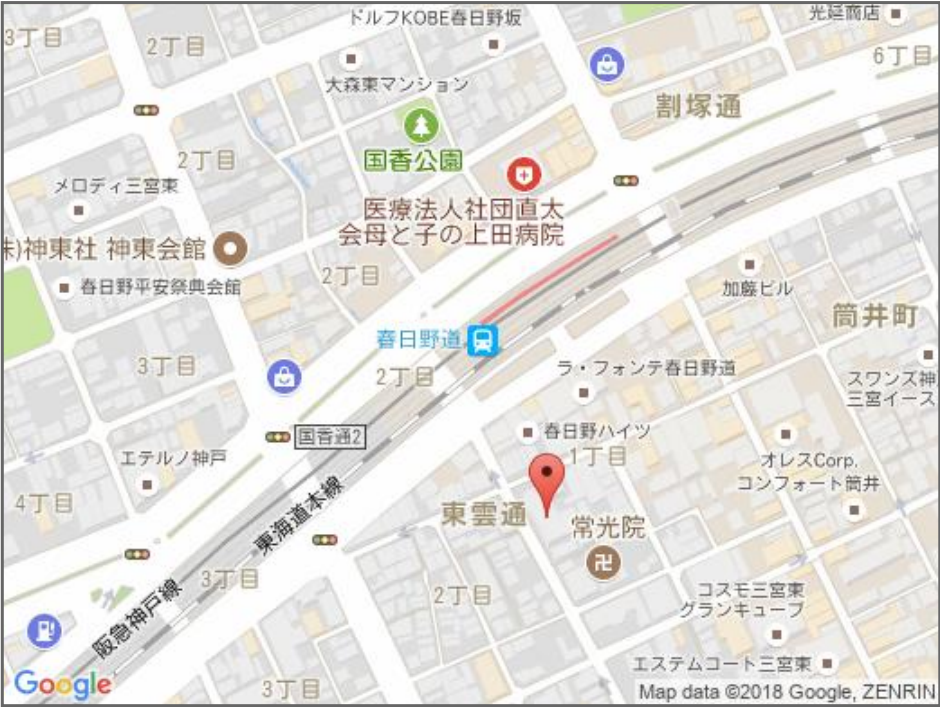 ドルフKOBE春日野坂
光延商店
3丁目
2丁目
6丁目
大森東マンション
割塚通
2丁目
国香公園
メロディ三宮東
医療法人社団直太
会母と子の上田病院
株)神東社 神東会館
2丁目
春日野平安祭典会館
加藤ビル
筒井町
春日野道
3丁目
2丁目
ラ・フォンテ春日野道
スワンズ神
三宮イース
国香通2
春日野ハイツ
1丁目
エテルノ神戸
オレスCorp.
コンフォート筒井
4丁目
東海道本線
東雲通
常光院
卍
3丁目
2丁目
阪急神戸線
コスモ三宮東
グランキューブ
エステムコート三宮東
3丁目
Google
Map data ©2018 Google, ZENRIN